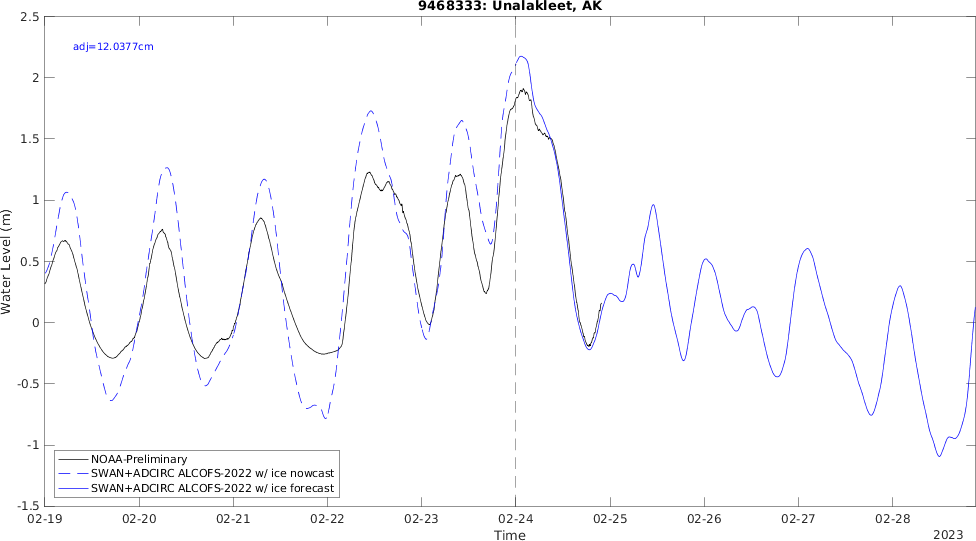 9468333: Unalakleet, AK
adj=12.0377cm
2.5
2
1.5
1
0.5
0
-0.5
-1
-1.5
Water Level (m)
NOAA-Preliminary
SWAN+ADCIRC ALCOFS-2022 w/ ice nowcast
SWAN+ADCIRC ALCOFS-2022 w/ ice forecast
02-19 02-20 02-21 02-22 02-23 02-24 02-25 02-26 02-27 02-28
Time
2023